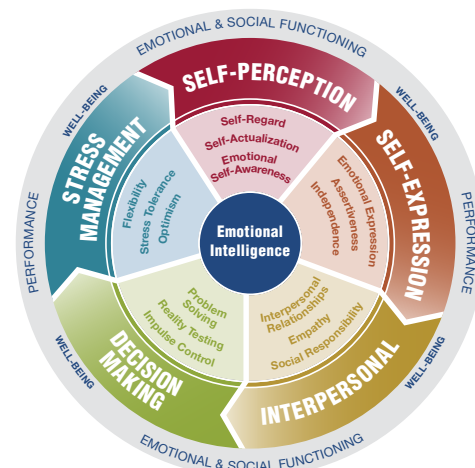 EMOTIONAL & SOCIAL FUNCTIONING
WELL-BEING
WELL-BEING
PERFORMANCE
PERFORMANCE
SELF-PERCEPTION
Self-Regard
Self-Actualization
Emotional
Self-Awareness
SELF-EXPRESSION
Emotional Expression
Assertiveness
Independence
INTERPERSONAL
Interpersonal
Relationships
Empathy
Social Responsibility
DECISION
MAKING
Problem
Solving
Reality Testing
Impulse Control
STRESS
MANAGEMENT
Flexibility
Stress Tolerance
Optimism
Emotional
Intelligence
WELL-BEING
WELL-BEING
EMOTIONAL & SOCIAL FUNCTIONING